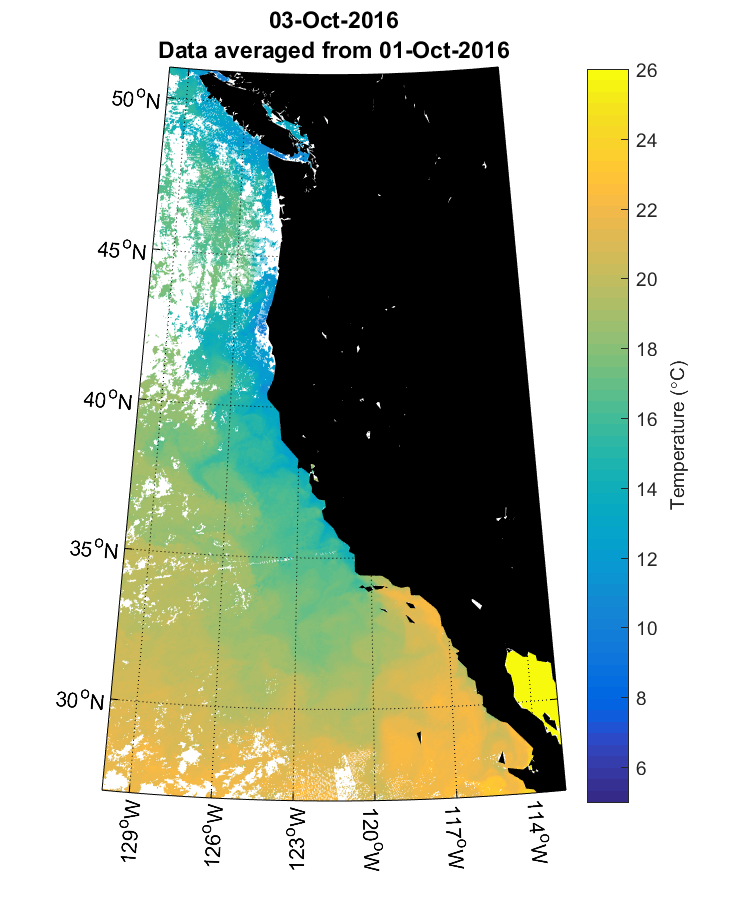 03-Oct-2016
Data averaged from 01-Oct-2016
50°N
45°N
40°N
35°N
30°N
129°W
126°W
123°W
120°W
117°W
114°W
26
24
22
20
18
16
14
12
10
8
6
Temperature (°C)